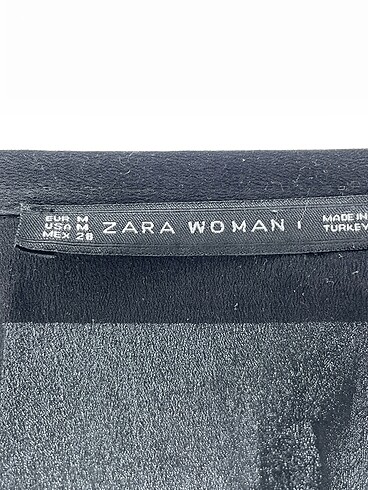 EUR M
USA M
MEX 28
ZARA WOMAN
MADE IN
TURKEY